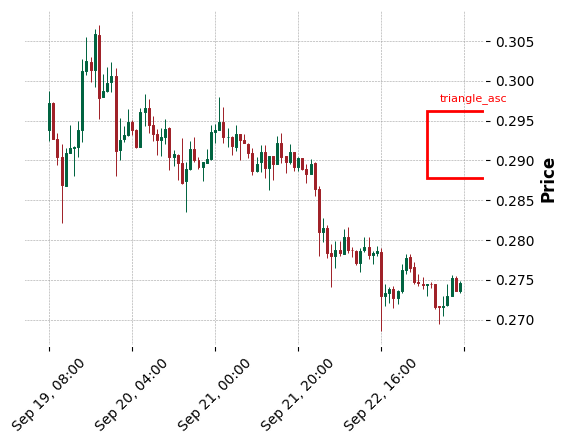 0.305
0.300
triangle_asc
0.295
0.290
0.285
0.280
0.275
0.270
Price
Sep 19, 08:00
Sep 20, 04:00
Sep 21, 00:00
Sep 21, 20:00
Sep 22, 16:00